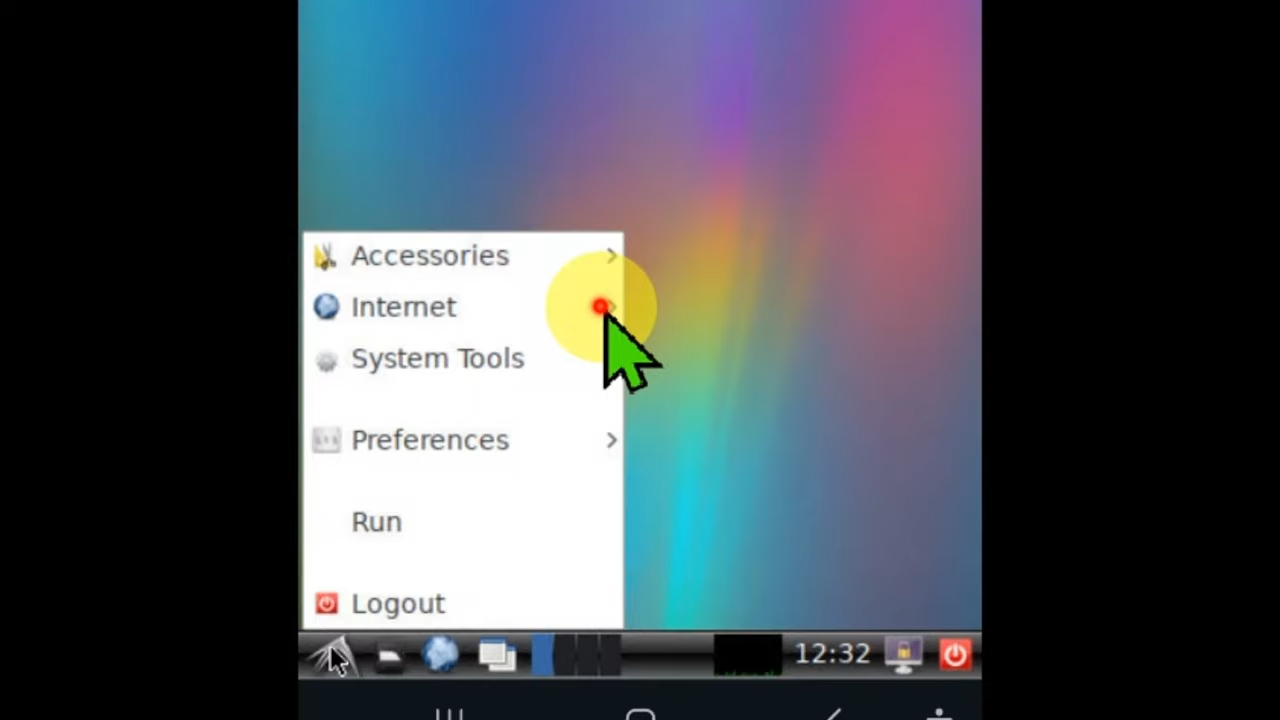 Accessories
Internet
System Tools
Preferences
Run
Logout
12:32